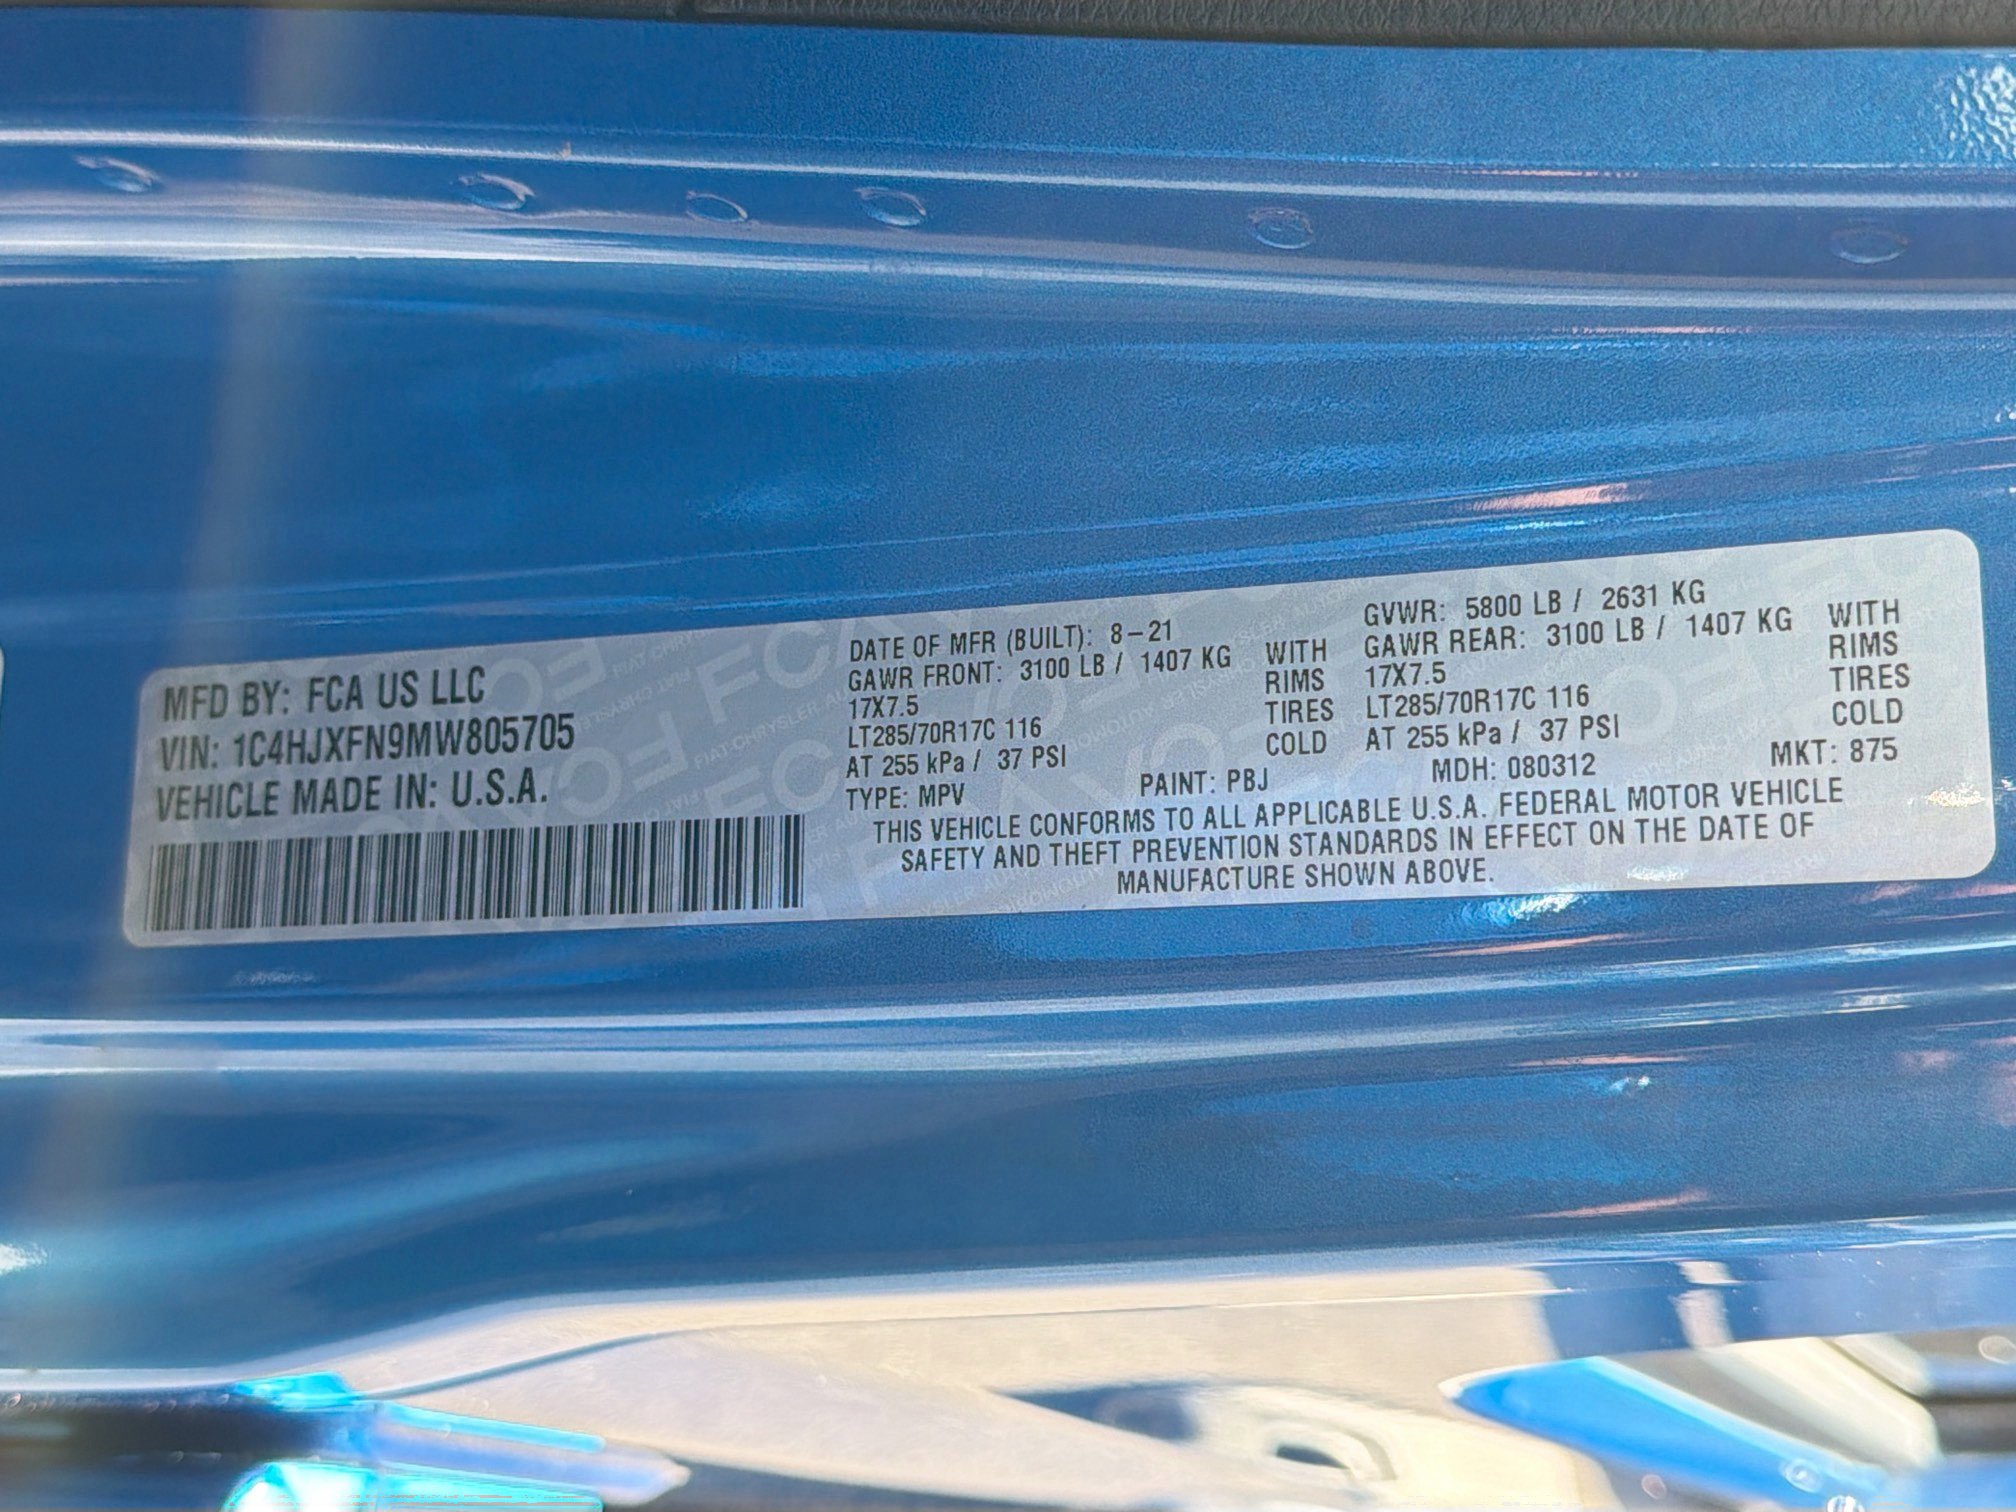 MFD BY: FCA US LLC
VIN: 1C4HJXFN9MW805705
VEHICLE MADE IN: U.S.A.
DATE OF MFR (BUILT): 8-21
GAWR FRONT: 3100 LB / 1407 KG WITH
17X7.5 RIMS
LT285/70R17C 116 TIRES
AT 255 kPa / 37 PSI COLD
TYPE: MPV
GVWR: 5800 LB / 2631 KG
GAWR REAR: 3100 LB / 1407 KG WITH
17X7.5 RIMS
LT285/70R17C 116 TIRES
AT 255 kPa / 37 PSI COLD
PAINT: PBJ MDH: 080312 MKT: 875
THIS VEHICLE CONFORMS TO ALL APPLICABLE U.S.A. FEDERAL MOTOR VEHICLE
SAFETY AND THEFT PREVENTION STANDARDS IN EFFECT ON THE DATE OF
MANUFACTURE SHOWN ABOVE.